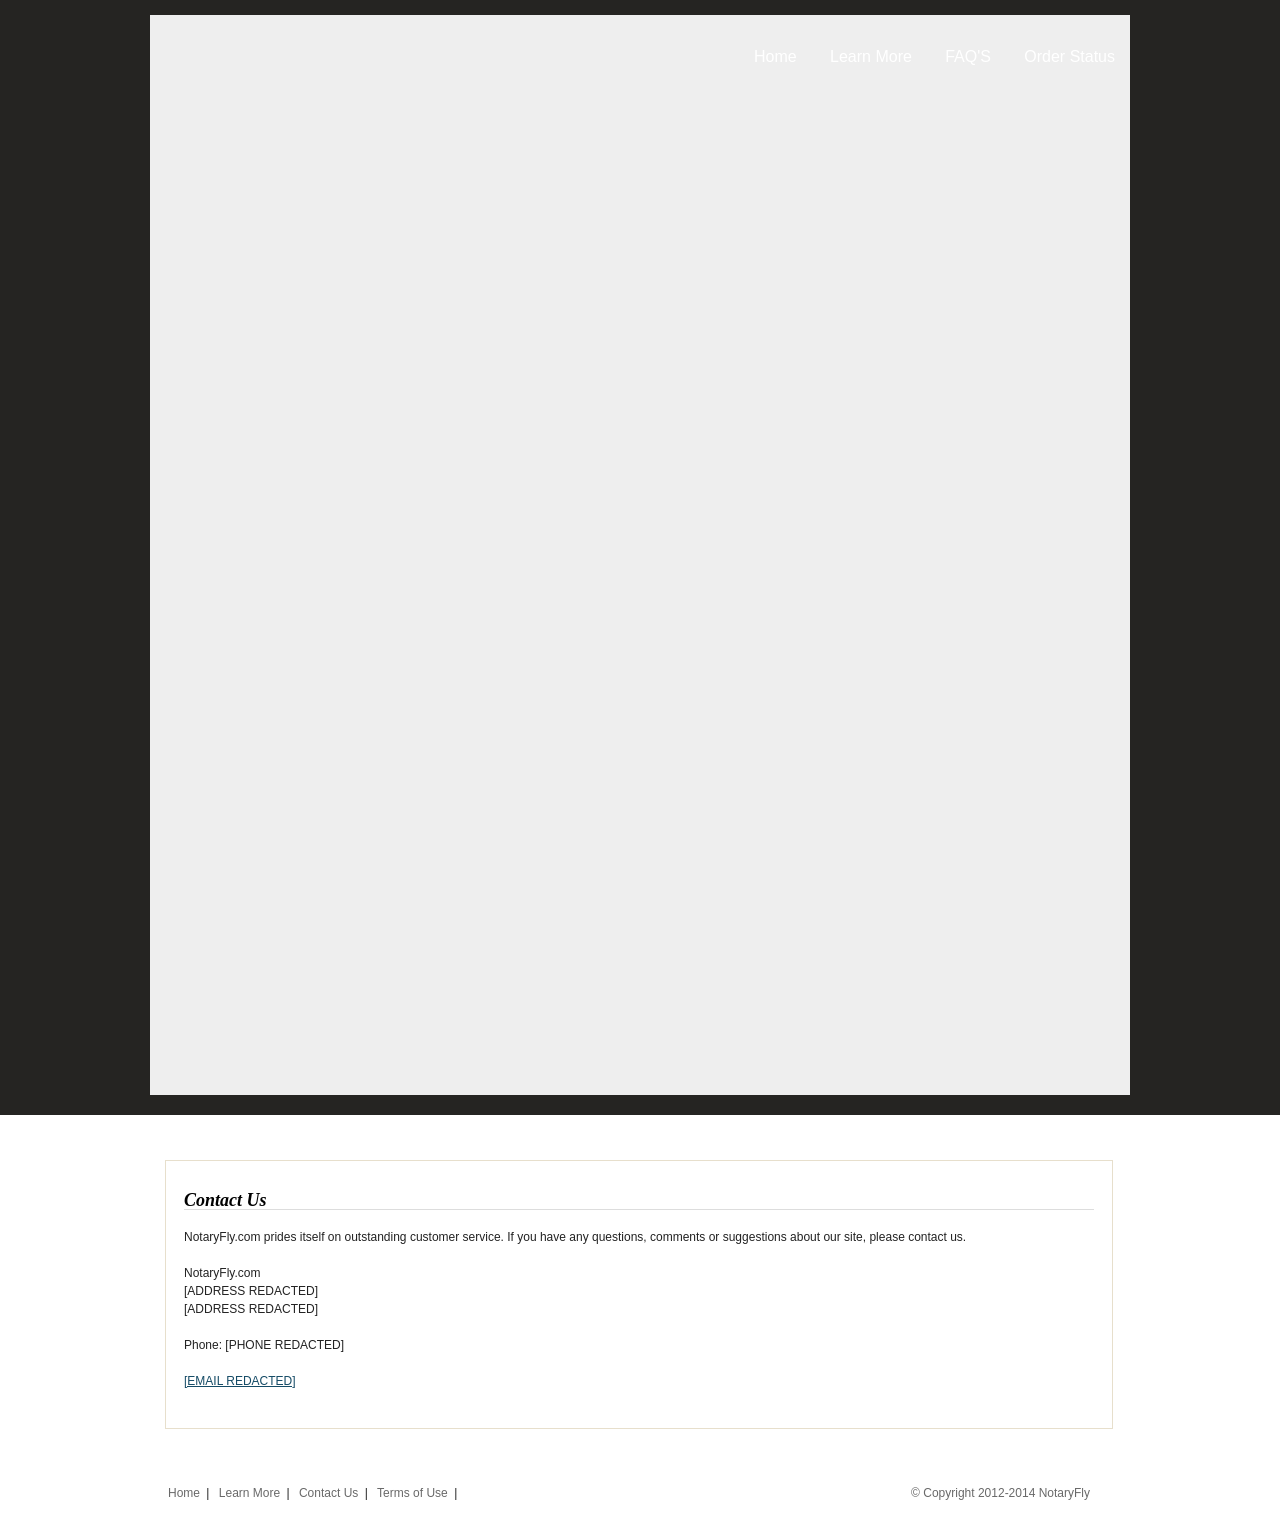 Home Learn More FAQ'S Order Status
Contact Us
NotaryFly.com prides itself on outstanding customer service. If you have any questions, comments or suggestions about our site, please contact us.
NotaryFly.com
[ADDRESS REDACTED]
[ADDRESS REDACTED]
Phone: [PHONE REDACTED]
[EMAIL REDACTED]
Home | Learn More | Contact Us | Terms of Use | © Copyright 2012-2014 NotaryFly